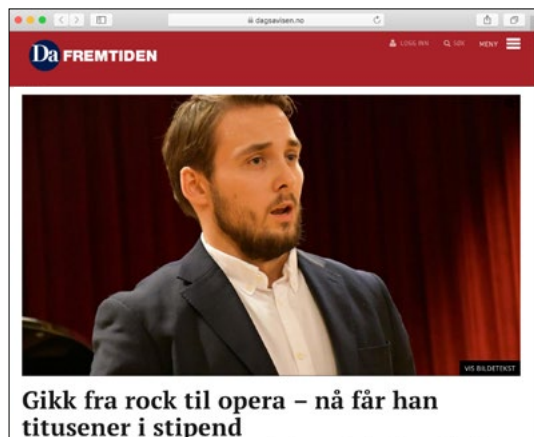 dagsavisen.no
Da FREMTIDEN
LOGG INN SØK MENY
VIS BILDETEKST
Gikk fra rock til opera – nå får han
titusener i stipend